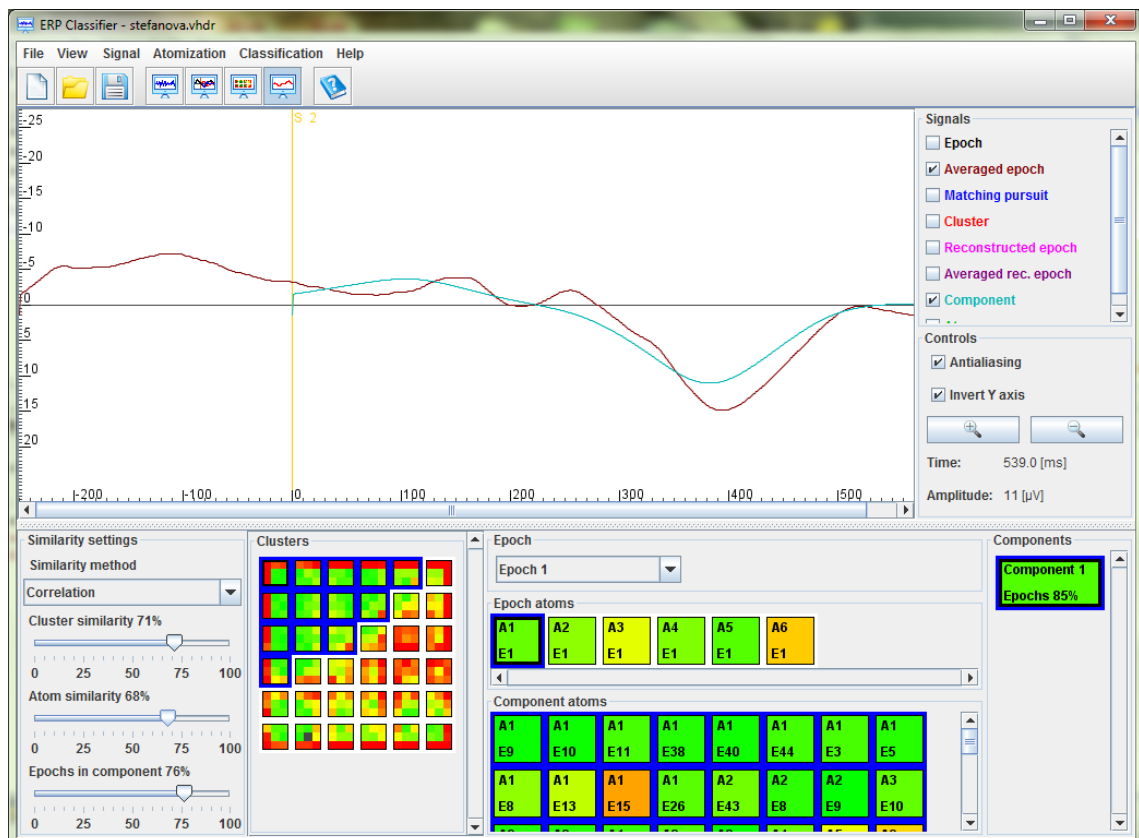 ERP Classifier - stefanova.vhdr
File View Signal Atomization Classification Help
S 2
-25
-20
-15
-10
-5
0
5
10
15
20
-200 -100 0 100 200 300 400 500
Signals
Epoch
Averaged epoch
Matching pursuit
Cluster
Reconstructed epoch
Averaged rec. epoch
Component
Controls
Antialiasing
Invert Y axis
Time: 539.0 [ms]
Amplitude: 11 [µV]
Similarity settings
Similarity method
Correlation
Cluster similarity 71%
0 25 50 75 100
Atom similarity 68%
0 25 50 75 100
Epochs in component 76%
0 25 50 75 100
Clusters
Epoch
Epoch 1
Epoch atoms
A1 A2 A3 A4 A5 A6
E1 E1 E1 E1 E1 E1
Component atoms
A1 A1 A1 A1 A1 A1 A1 A1
E9 E10 E11 E38 E40 E44 E3 E5
A1 A1 A1 A1 A2 A2 A2 A3
E8 E13 E15 E26 E43 E8 E9 E10
Components
Component 1
Epochs 85%